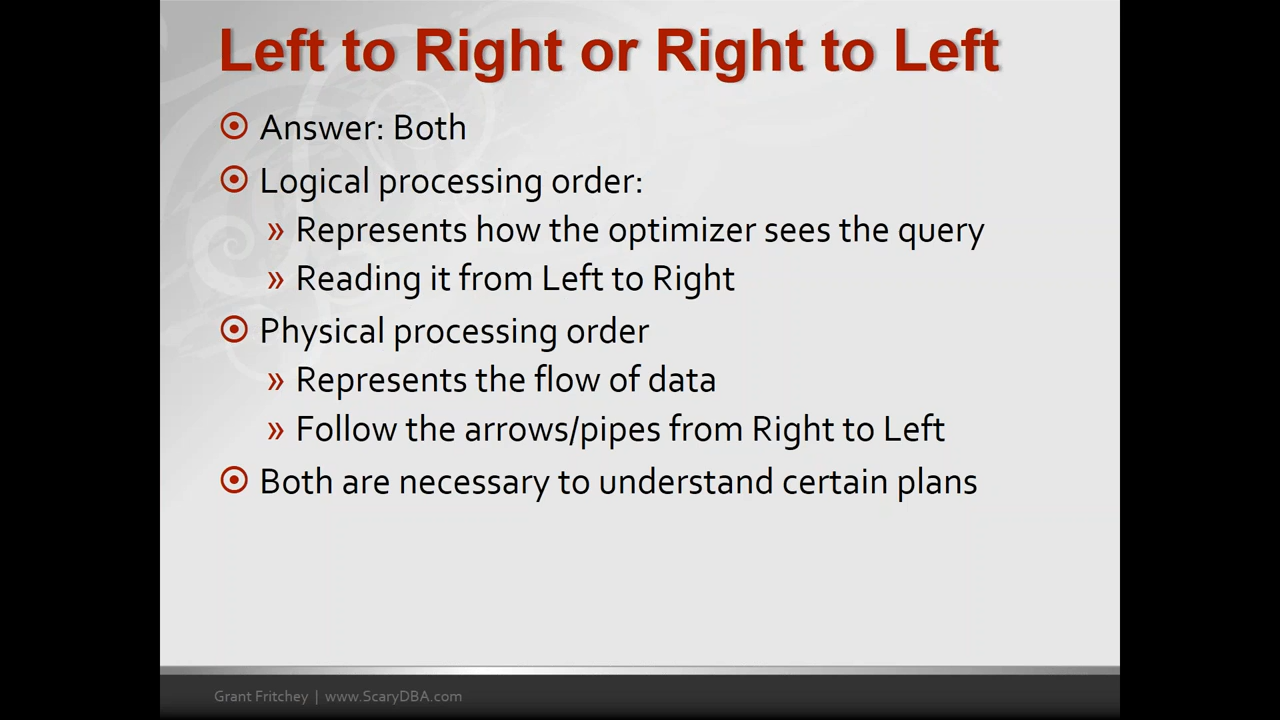 Left to Right or Right to Left
Answer: Both
Logical processing order:
» Represents how the optimizer sees the query
» Reading it from Left to Right
Physical processing order
» Represents the flow of data
» Follow the arrows/pipes from Right to Left
Both are necessary to understand certain plans
Grant Fritchey | www.ScaryDBA.com